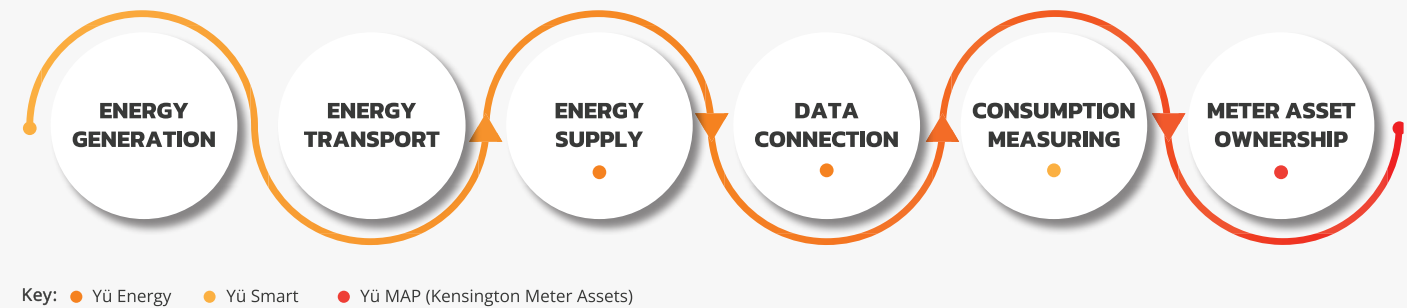 ENERGY
GENERATION
ENERGY
TRANSPORT
ENERGY
SUPPLY
DATA
CONNECTION
CONSUMPTION
MEASURING
METER ASSET
OWNERSHIP
Key: Yü Energy Yü Smart Yü MAP (Kensington Meter Assets)